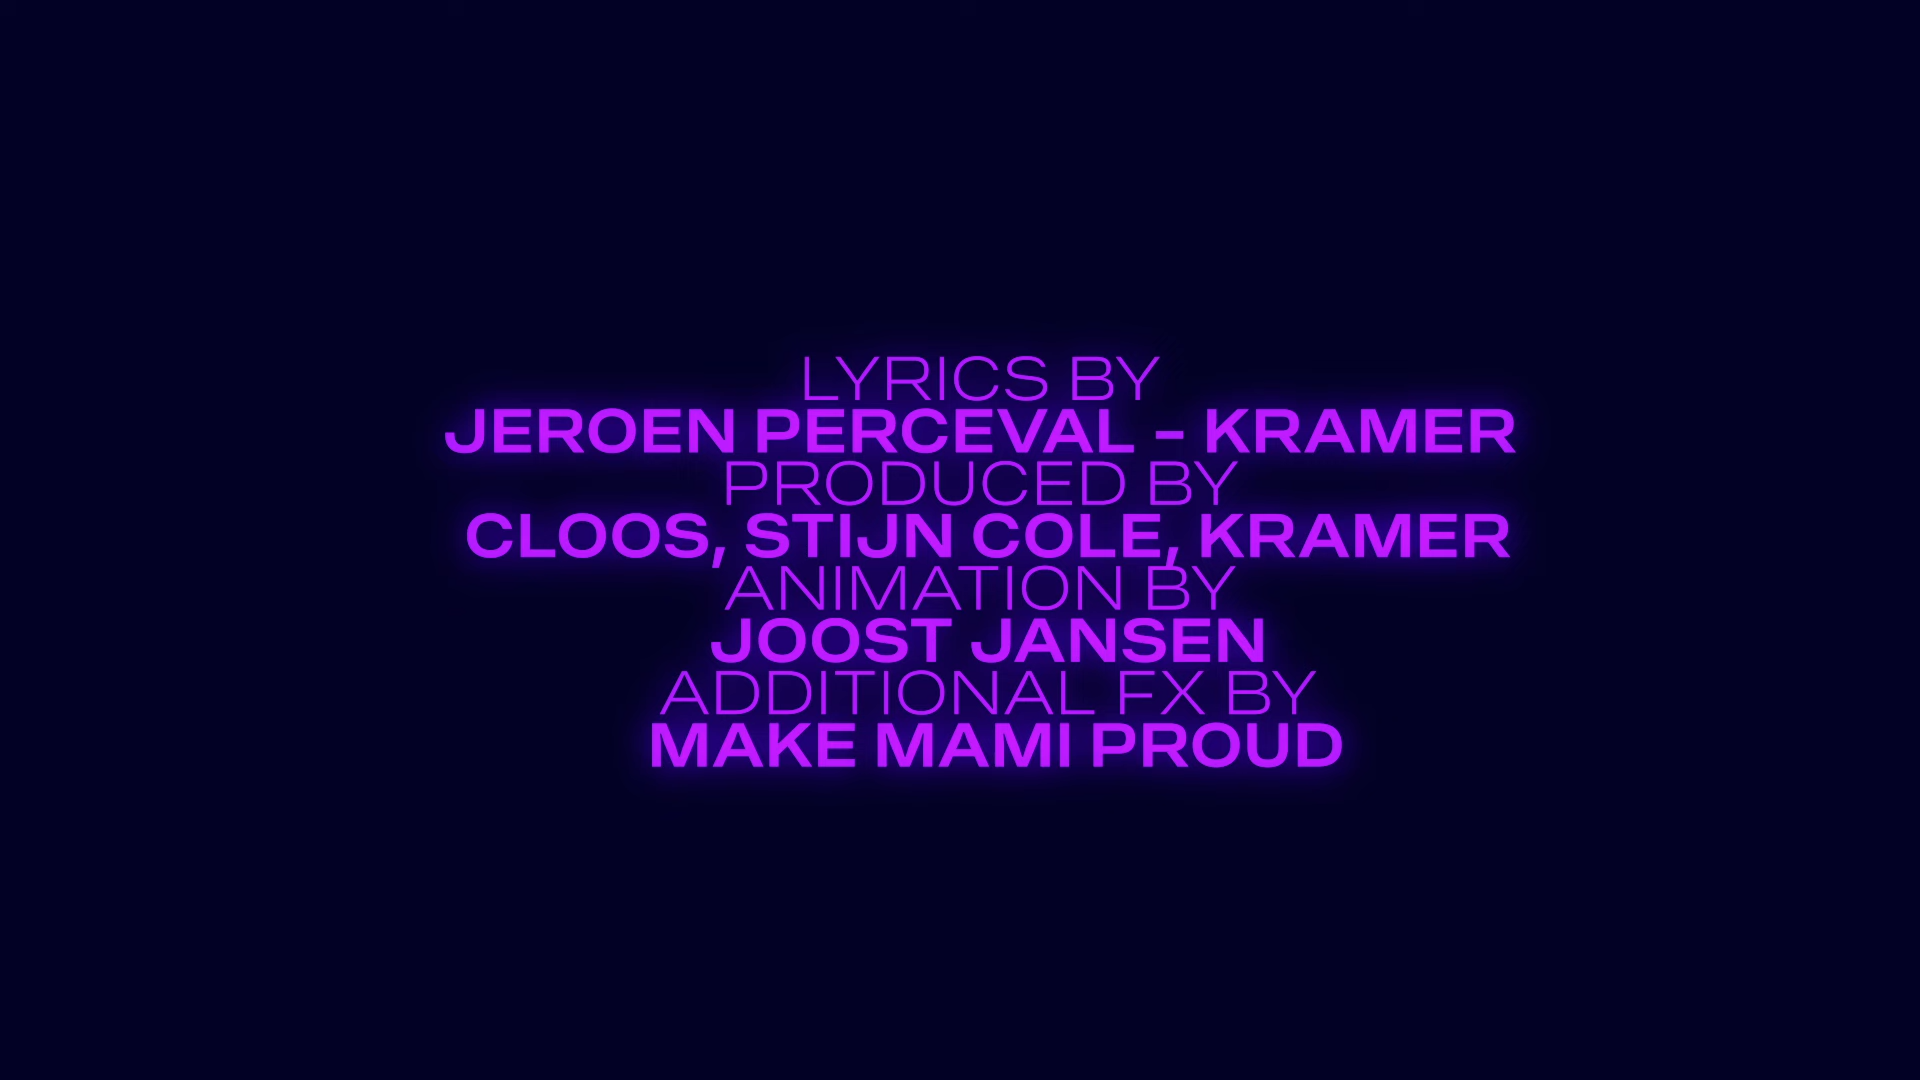 LYRICS BY
JEROEN PERCEVAL - KRAMER
PRODUCED BY
CLOOS, STIJN COLE, KRAMER
ANIMATION BY
JOOST JANSEN
ADDITIONAL FX BY
MAKE MAMI PROUD